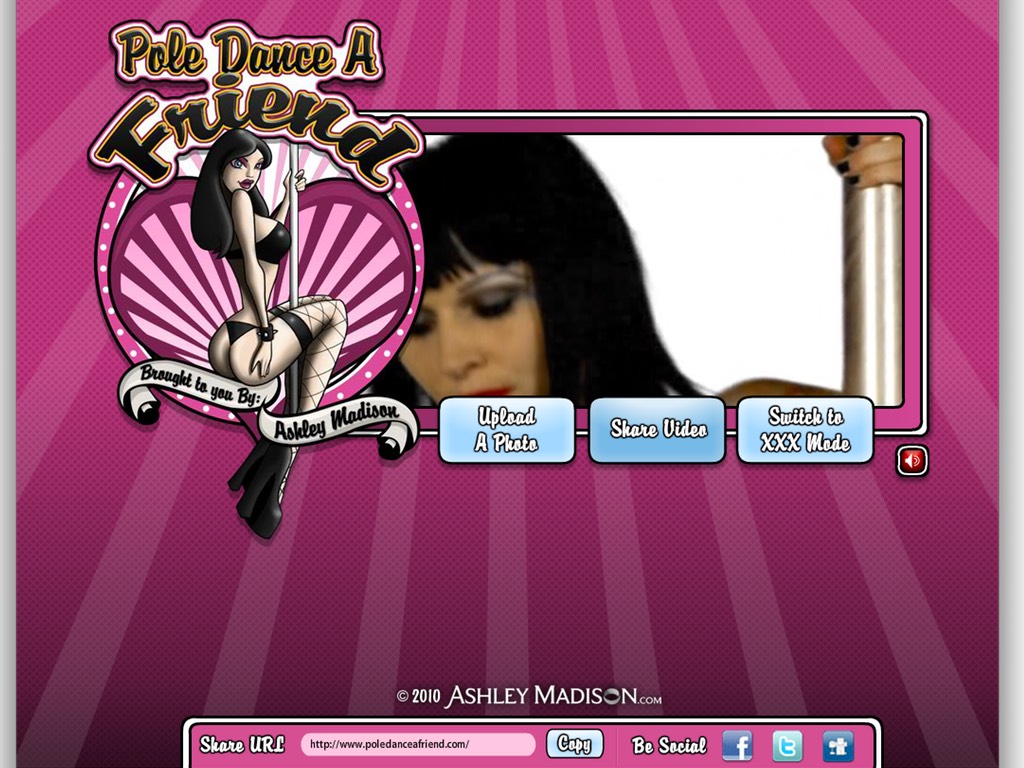 Pole Dance A
Friend
Brought to you By:
Ashley Madison
Upload
A Photo
Share Video
Switch to
XXX Mode
© 2010 ASHLEY MADISON.COM
Share URL
http://www.poledanceafriend.com/
Copy
Be Social
f
t